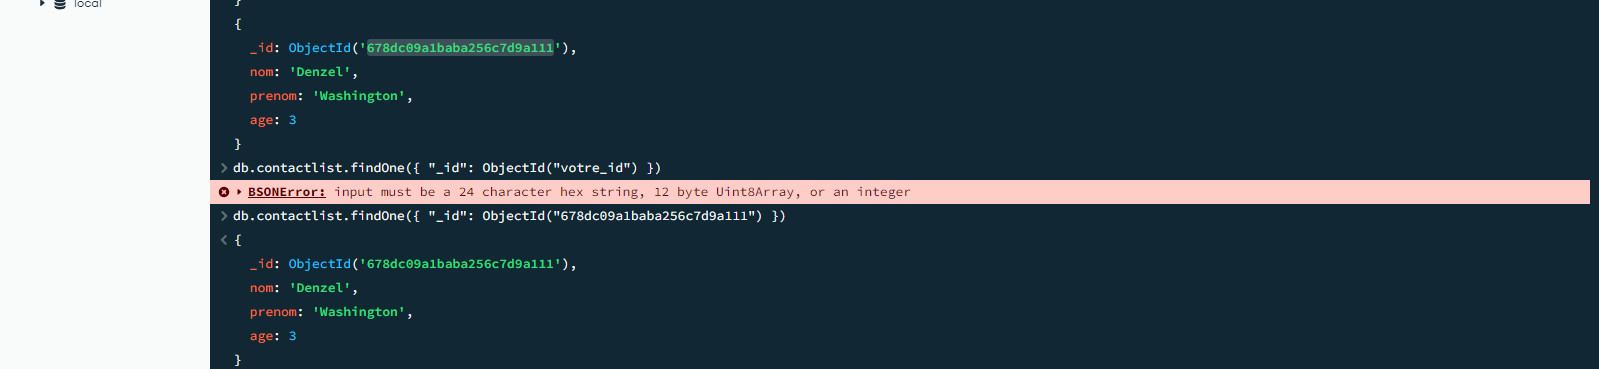 local
}
{
_id: ObjectId('678dc09a1baba256c7d9a111'),
nom: 'Denzel',
prenom: 'Washington',
age: 3
}
> db.contactlist.findOne({ "_id": ObjectId("votre_id") })
BSONError: input must be a 24 character hex string, 12 byte Uint8Array, or an integer
> db.contactlist.findOne({ "_id": ObjectId("678dc09a1baba256c7d9a111") })
< {
_id: ObjectId('678dc09a1baba256c7d9a111'),
nom: 'Denzel',
prenom: 'Washington',
age: 3
}